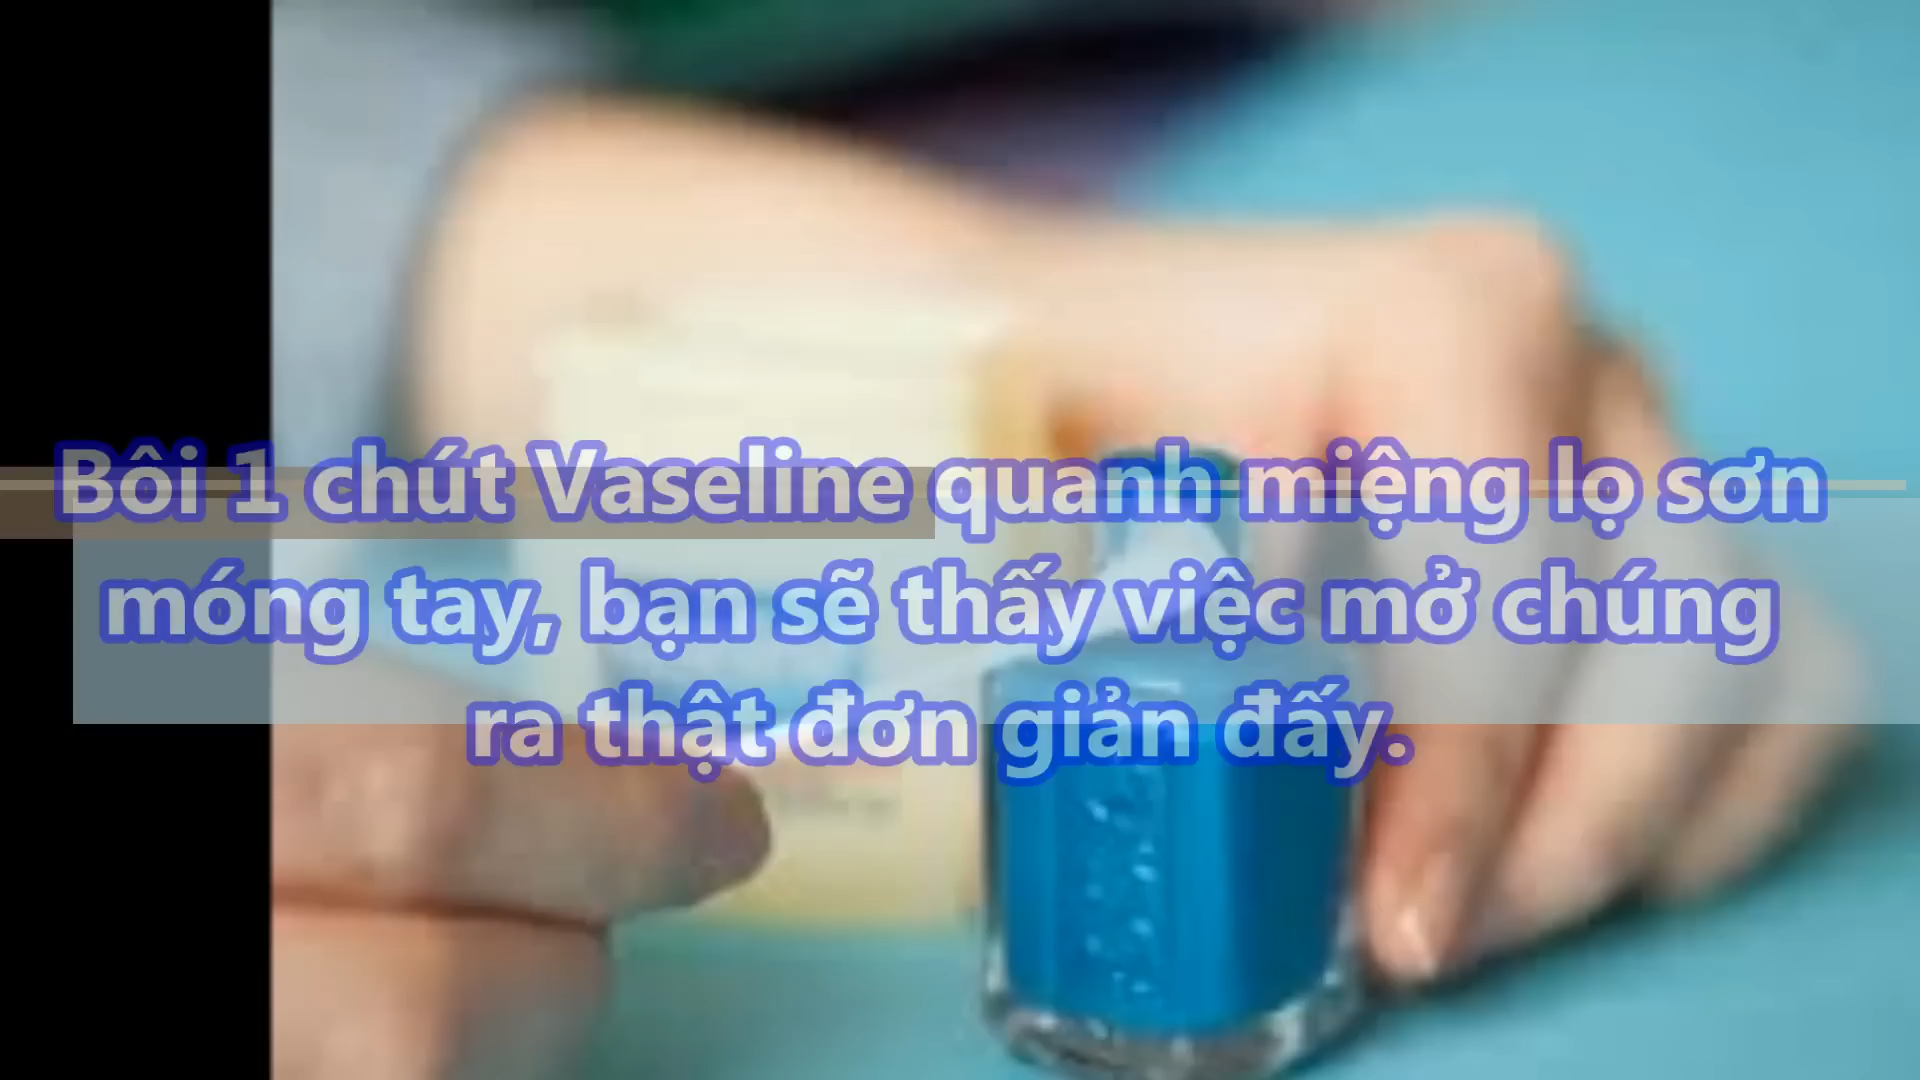 Bôi 1 chút Vaseline quanh miệng lọ sơn
móng tay, bạn sẽ thấy việc mở chúng
ra thật đơn giản đấy.